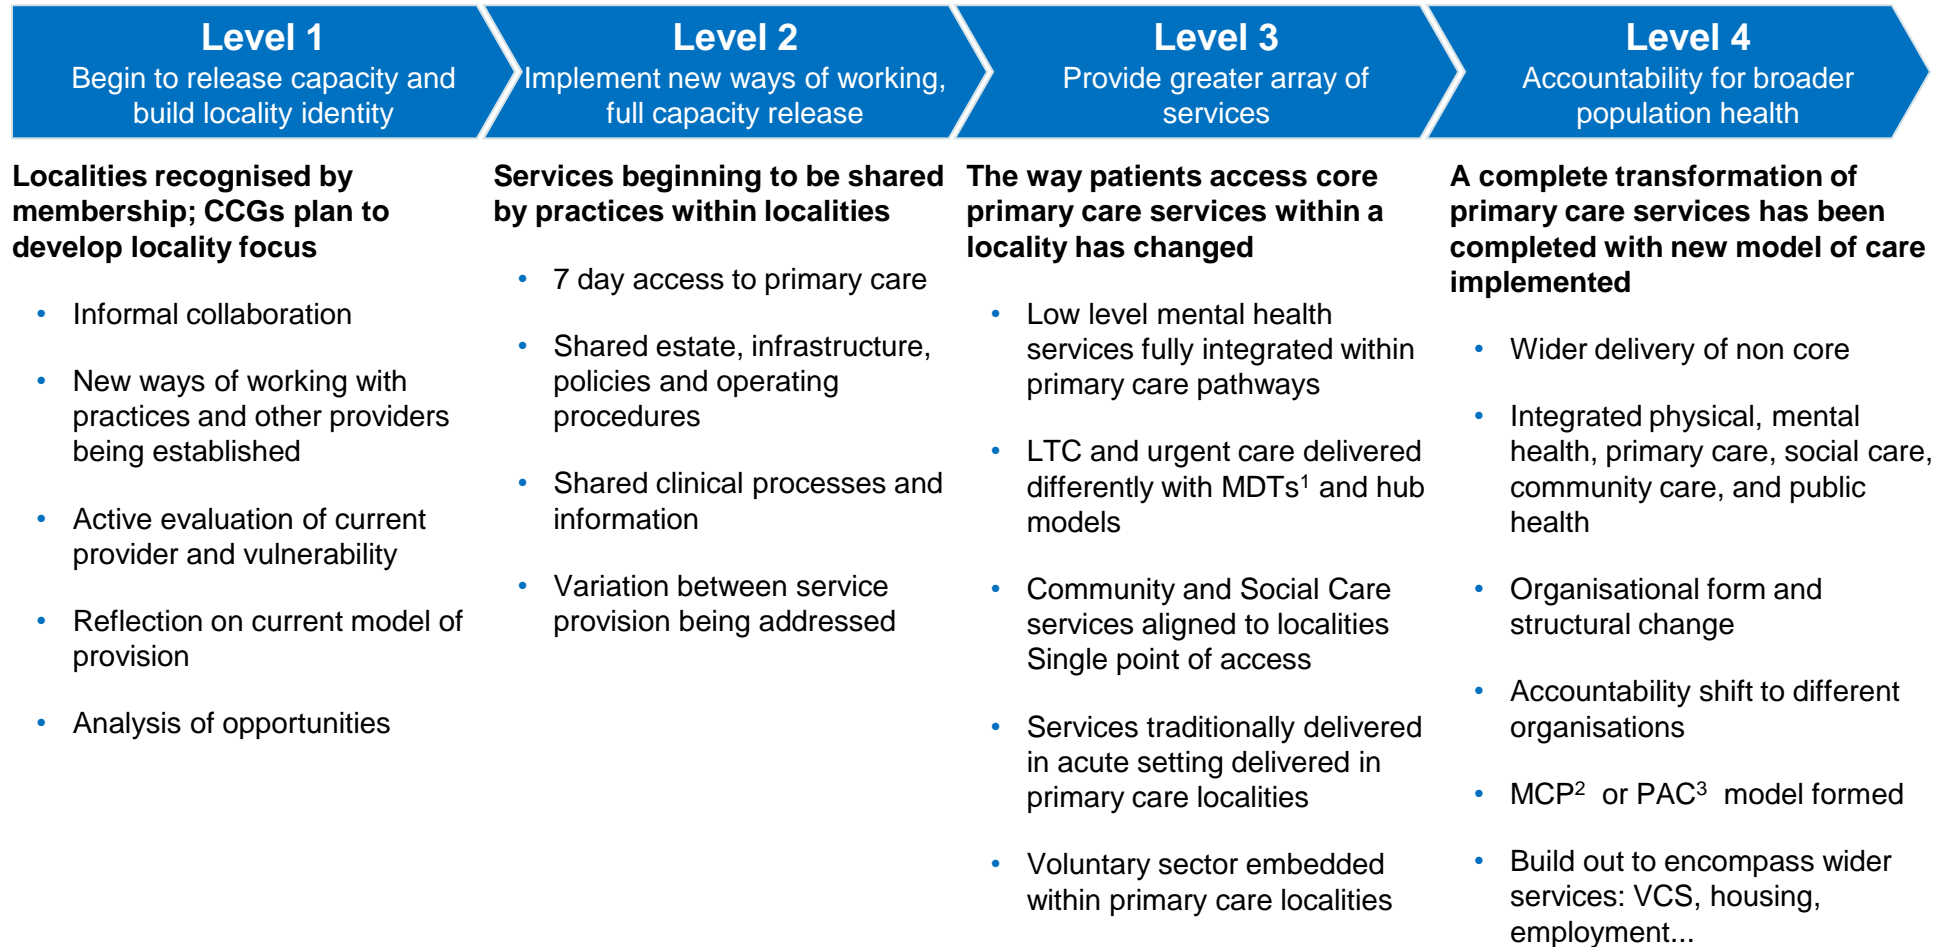 Level 1
Begin to release capacity and
build locality identity
Level 2
Implement new ways of working,
full capacity release
Level 3
Provide greater array of
services
Level 4
Accountability for broader
population health
Localities recognised by
membership; CCGs plan to
develop locality focus
• Informal collaboration
• New ways of working with
practices and other providers
being established
• Active evaluation of current
provider and vulnerability
• Reflection on current model of
provision
• Analysis of opportunities
Services beginning to be shared
by practices within localities
• 7 day access to primary care
• Shared estate, infrastructure,
policies and operating
procedures
• Shared clinical processes and
information
• Variation between service
provision being addressed
The way patients access core
primary care services within a
locality has changed
• Low level mental health
services fully integrated within
primary care pathways
• LTC and urgent care delivered
differently with MDTs¹ and hub
models
• Community and Social Care
services aligned to localities
Single point of access
• Services traditionally delivered
in acute setting delivered in
primary care localities
• Voluntary sector embedded
within primary care localities
A complete transformation of
primary care services has been
completed with new model of care
implemented
• Wider delivery of non core
• Integrated physical, mental
health, primary care, social care,
community care, and public
health
• Organisational form and
structural change
• Accountability shift to different
organisations
• MCP² or PAC³ model formed
• Build out to encompass wider
services: VCS, housing,
employment...